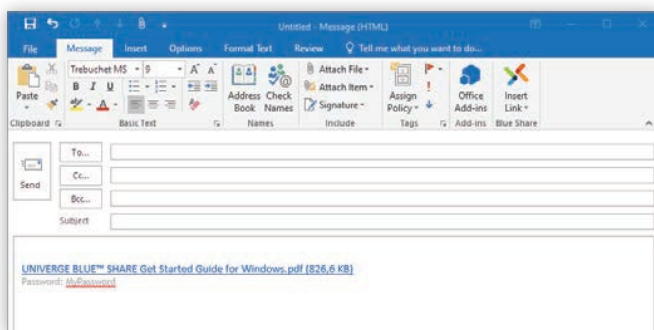 Untitled - Message (HTML)
File Message Insert Options Format Text Review Tell me what you want to do...
Trebuchet MS 9 A A Attach File
Paste B I U Address Check Attach Item Assign Office Insert
A Book Names Signature Policy Add-ins Link
Clipboard Basic Text Names Include Tags Add-ins Blue Share
To...
Send Cc...
Bcc...
Subject
UNIVERGE BLUE™ SHARE Get Started Guide for Windows.pdf (826,6 KB)
Password: MyPassword